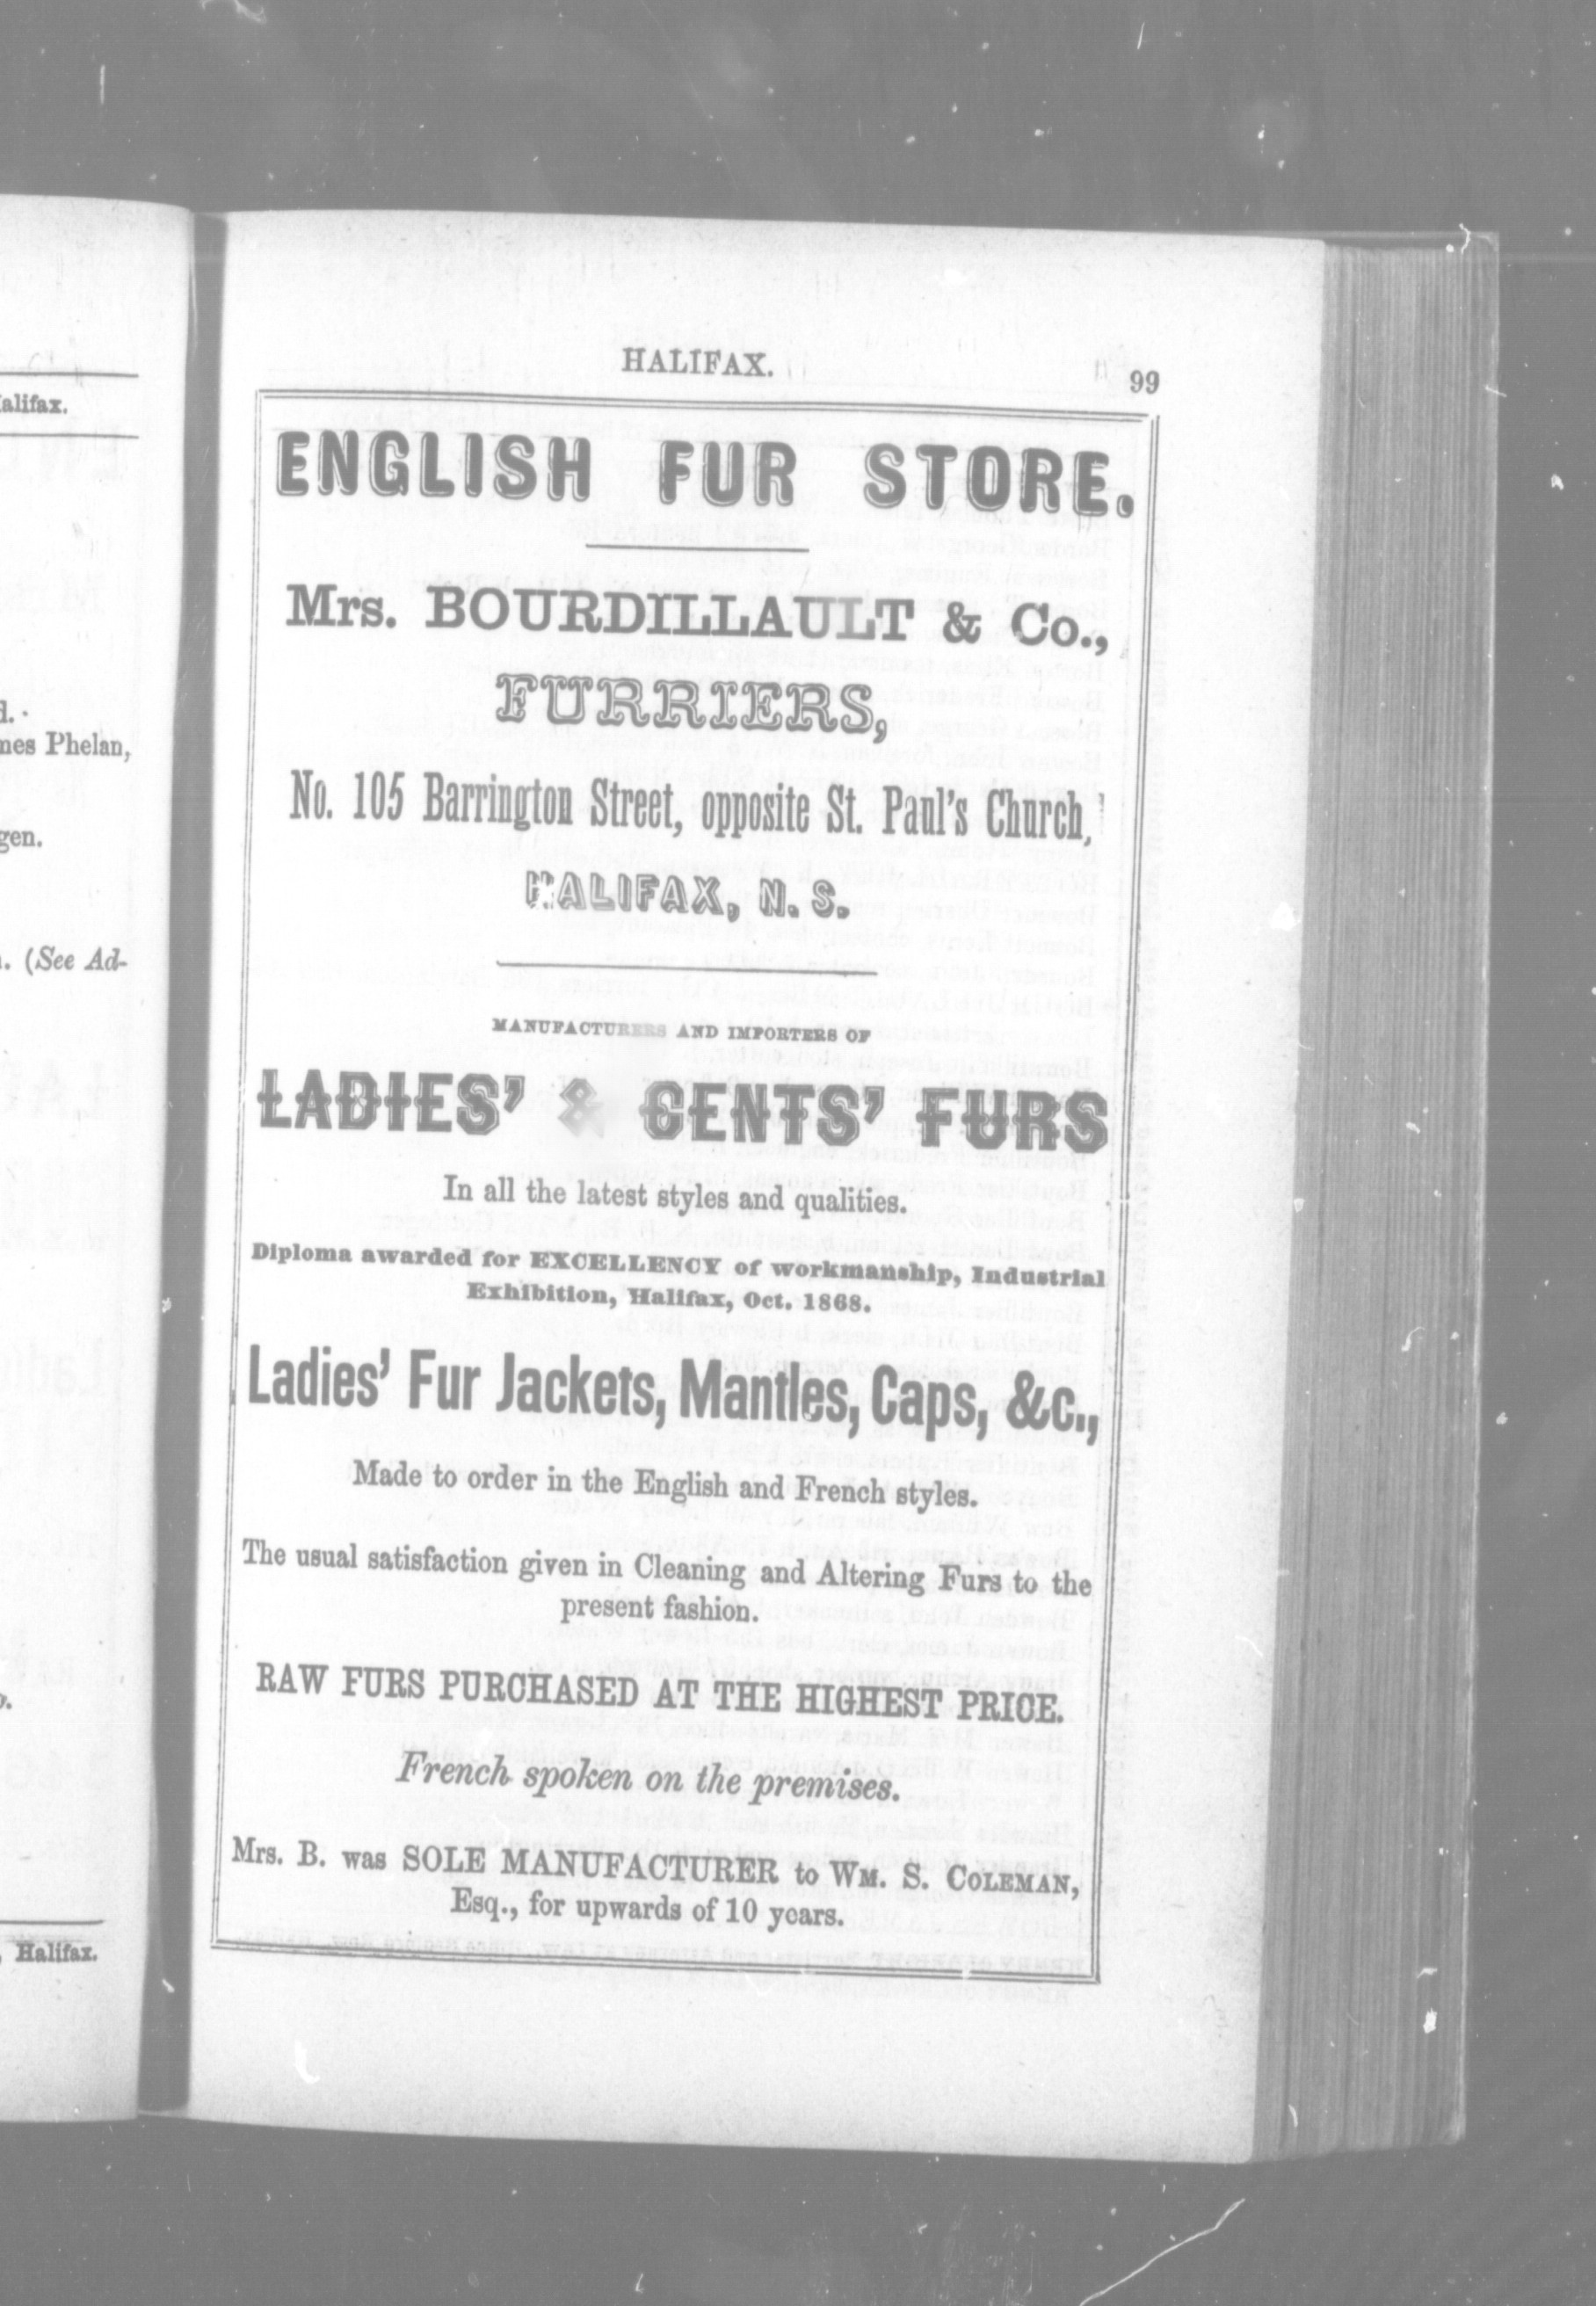 HALIFAX.
99
ENGLISH FUR STORE.
Mrs. BOURDILLAULT & Co.,
FURRIERS,
No. 105 Barrington Street, opposite St. Paul's Church,
HALIFAX, N. S.
MANUFACTURERS AND IMPORTERS OF
LADIES' & GENTS' FURS
In all the latest styles and qualities.
Diploma awarded for EXCELLENCY of workmanship, Industrial
Exhibition, Halifax, Oct. 1868.
Ladies' Fur Jackets, Mantles, Caps, &c.,
Made to order in the English and French styles.
The usual satisfaction given in Cleaning and Altering Furs to the
present fashion.
RAW FURS PURCHASED AT THE HIGHEST PRICE.
French spoken on the premises.
Mrs. B. was SOLE MANUFACTURER to WM. S. COLEMAN,
Esq., for upwards of 10 years.
alifax.
d.
mes Phelan,
gen.
. (See Ad-
, Halifax.